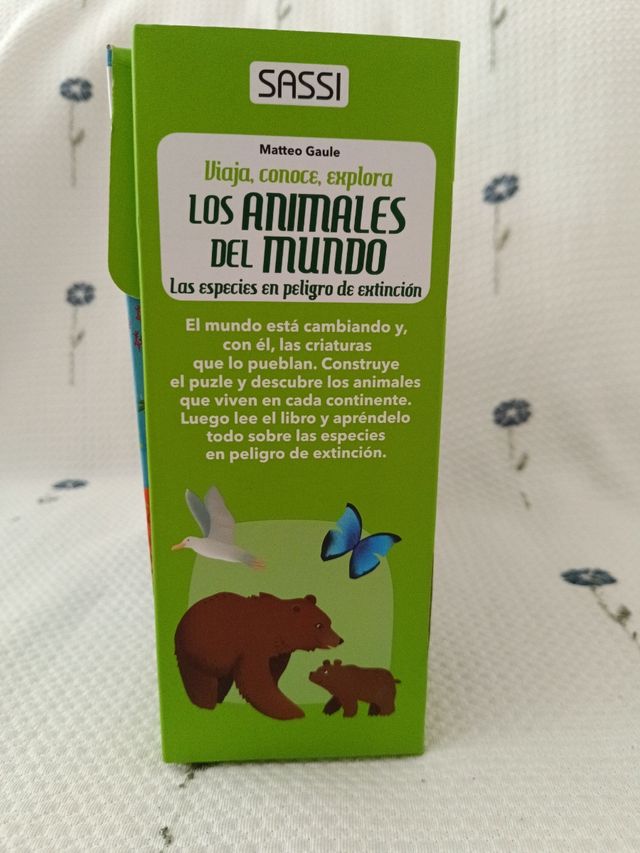 SASSI
Matteo Gaule
Viaja, conoce, explora
LOS ANIMALES
DEL MUNDO
Las especies en peligro de extinción
El mundo está cambiando y,
con él, las criaturas
que lo pueblan. Construye
el puzle y descubre los animales
que viven en cada continente.
Luego lee el libro y apréndelo
todo sobre las especies
en peligro de extinción.